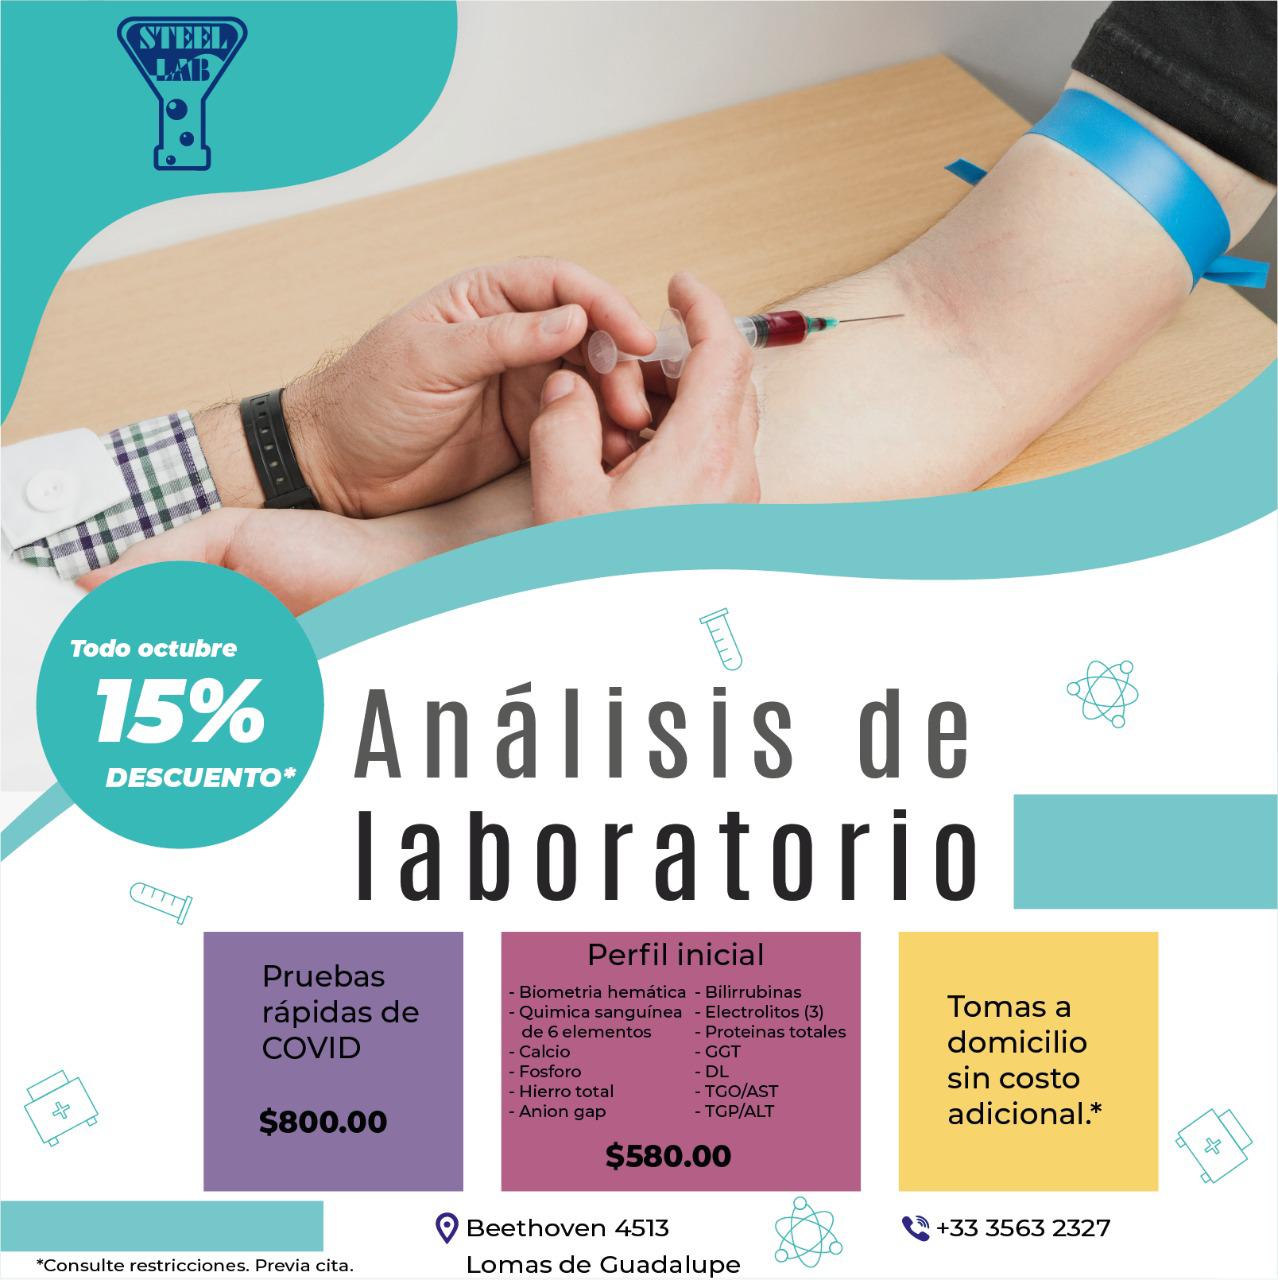 STEEL
LAB
Todo octubre
15%
DESCUENTO*
Análisis de
laboratorio
Pruebas
rápidas de
COVID
$800.00
Perfil inicial
- Biometria hemática
- Quimica sanguínea
de 6 elementos
- Calcio
- Fosforo
- Hierro total
- Anion gap
- Bilirrubinas
- Electrolitos (3)
- Proteinas totales
- GGT
- DL
- TGO/AST
- TGP/ALT
$580.00
Tomas a
domicilio
sin costo
adicional.*
Beethoven 4513
Lomas de Guadalupe
+33 3563 2327
*Consulte restricciones. Previa cita.